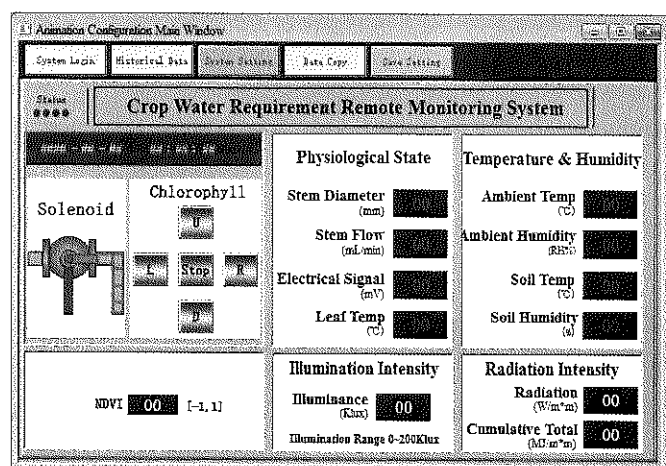 Animation Configuration Main Window
System Login Historical Data System Setting Data Copy Save Setting
Status
Crop Water Requirement Remote Monitoring System
Physiological State
Temperature & Humidity
Solenoid
Chlorophyll
U
L Stop R
D
Stem Diameter
(mm)
Stem Flow
(mL/min)
Electrical Signal
(mV)
Leaf Temp
(℃)
Ambient Temp
(℃)
Ambient Humidity
(RH%)
Soil Temp
(℃)
Soil Humidity
NDVI 00 [-1,1]
Illumination Intensity
Illuminance 00
(Klux)
Illumination Range 0~200Klux
Radiation Intensity
Radiation 00
(W/m*m)
Cumulative Total 00
(MJ/m*m)